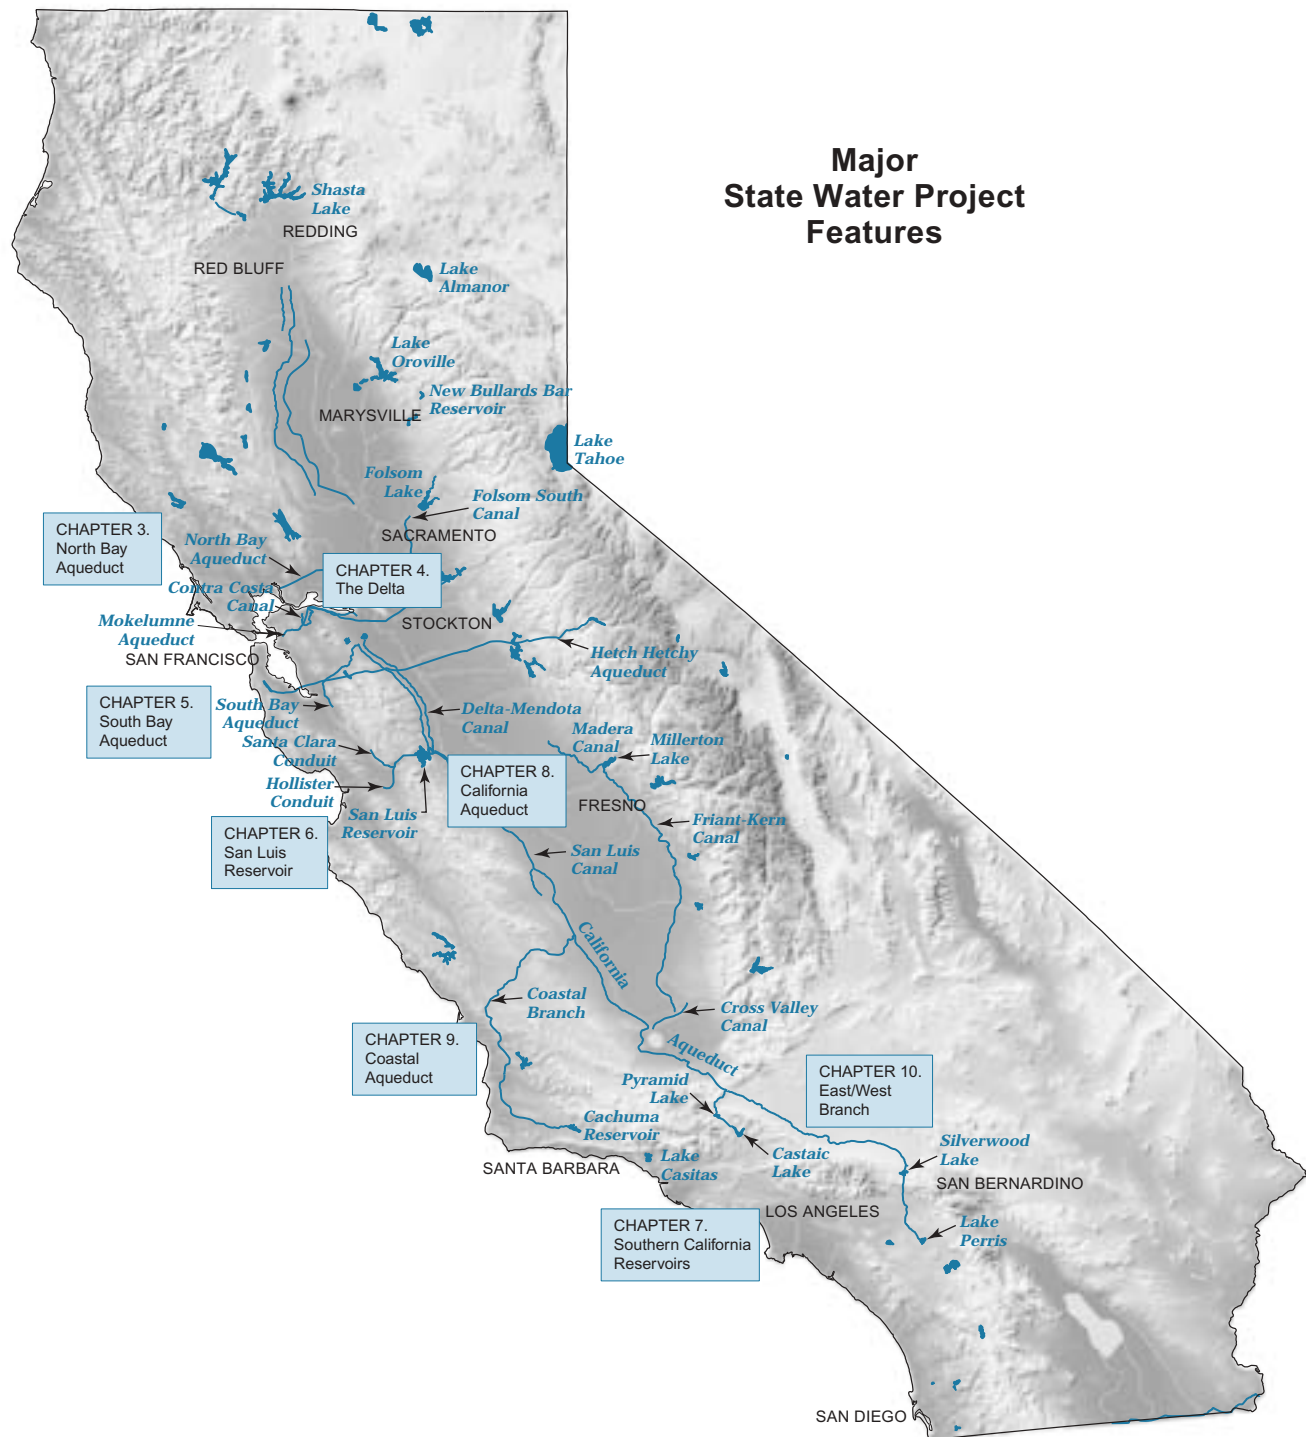 Major
State Water Project
Features
Shasta
Lake
REDDING
RED BLUFF
Lake
Almanor
Lake
Oroville
New Bullards Bar
Reservoir
MARYSVILLE
Lake
Tahoe
Folsom
Lake
Folsom South
Canal
SACRAMENTO
CHAPTER 3.
North Bay
Aqueduct
North Bay
Aqueduct
CHAPTER 4.
The Delta
Contra Costa
Canal
Mokelumne
Aqueduct
STOCKTON
SAN FRANCISCO
Hetch Hetchy
Aqueduct
CHAPTER 5.
South Bay
Aqueduct
South Bay
Aqueduct
Delta-Mendota
Canal
Santa Clara
Conduit
Madera
Canal
Millerton
Lake
Hollister
Conduit
San Luis
Reservoir
CHAPTER 8.
California
Aqueduct
FRESNO
Friant-Kern
Canal
CHAPTER 6.
San Luis
Reservoir
San Luis
Canal
California
Coastal
Branch
Cross Valley
Canal
CHAPTER 9.
Coastal
Aqueduct
Aqueduct
Pyramid
Lake
CHAPTER 10.
East/West
Branch
Cachuma
Reservoir
Castaic
Lake
Silverwood
Lake
SANTA BARBARA
Lake
Casitas
SAN BERNARDINO
LOS ANGELES
CHAPTER 7.
Southern California
Reservoirs
Lake
Perris
SAN DIEGO